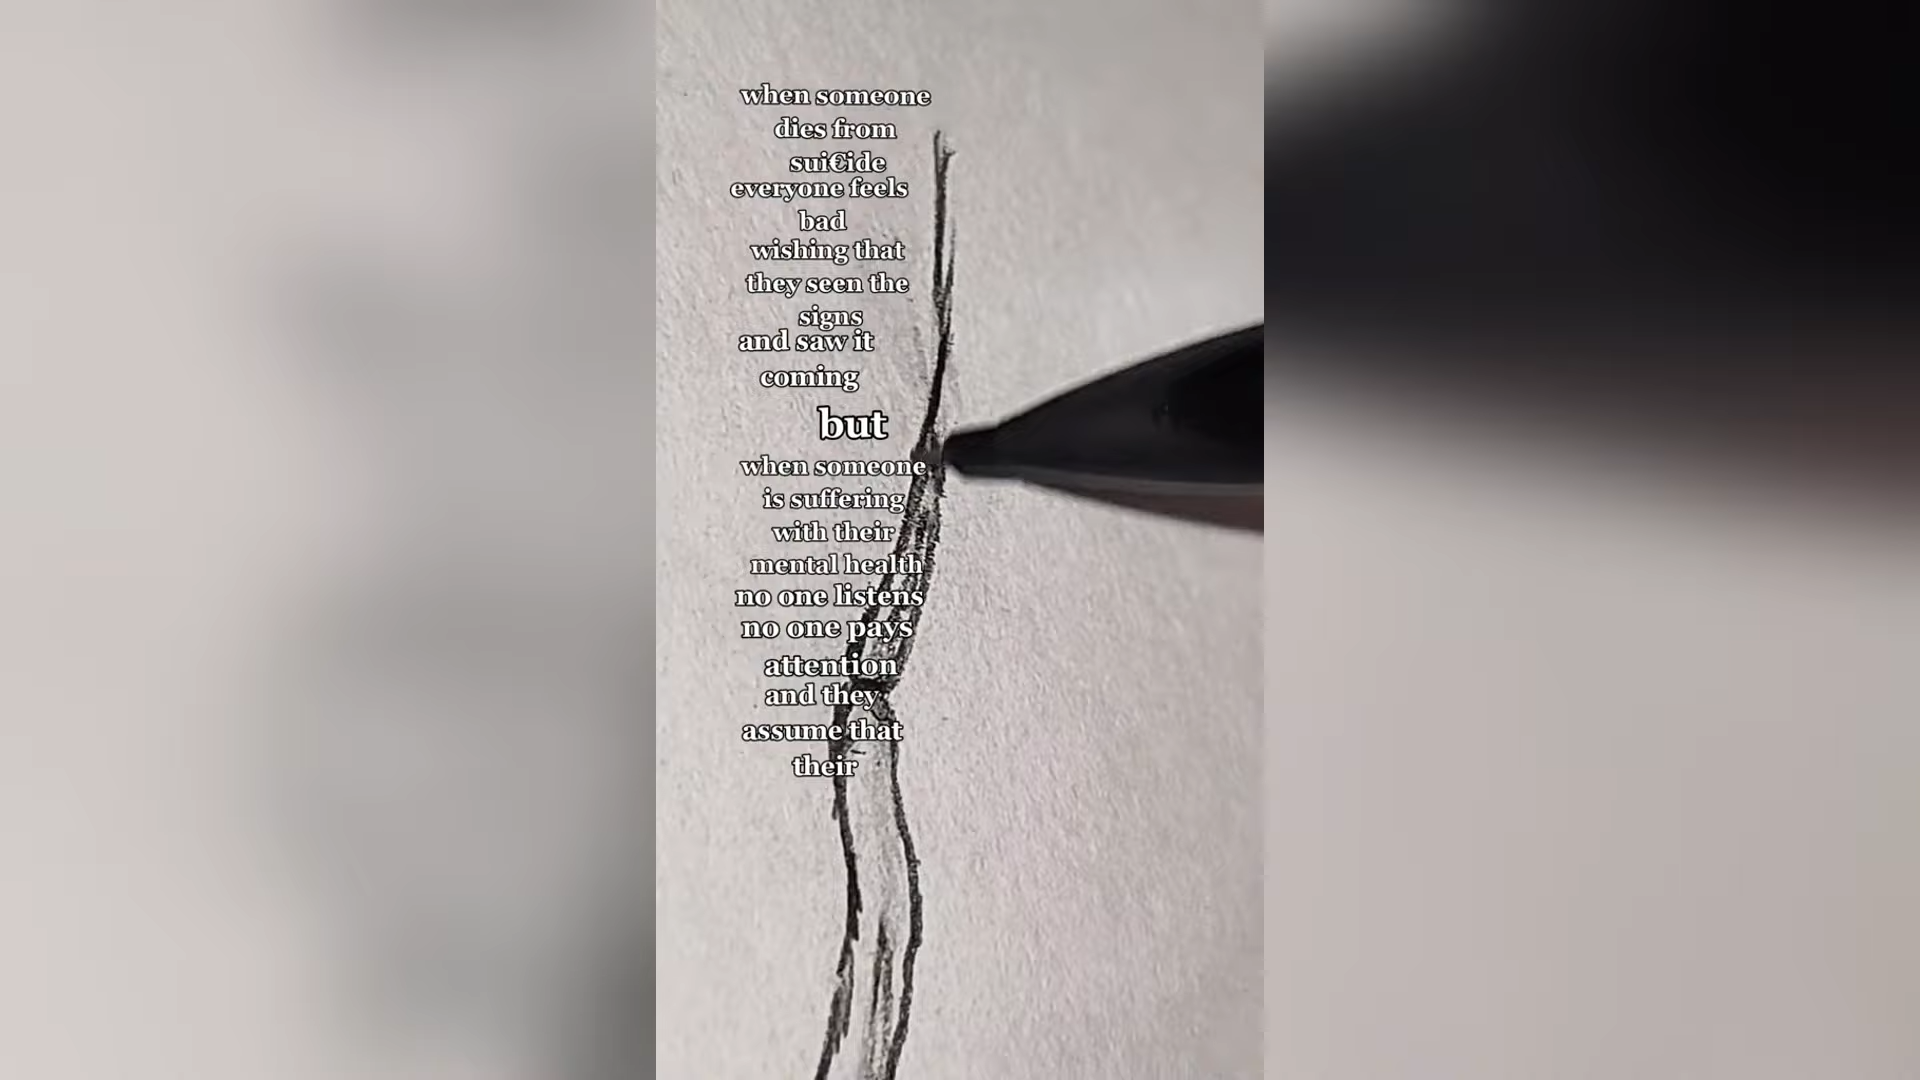 when someone
dies from
sui€ide
everyone feels
bad
wishing that
they seen the
signs
and saw it
coming
but
when someone
is suffering
with their
mental health
no one listens
no one pays
attention
and they
assume that
their